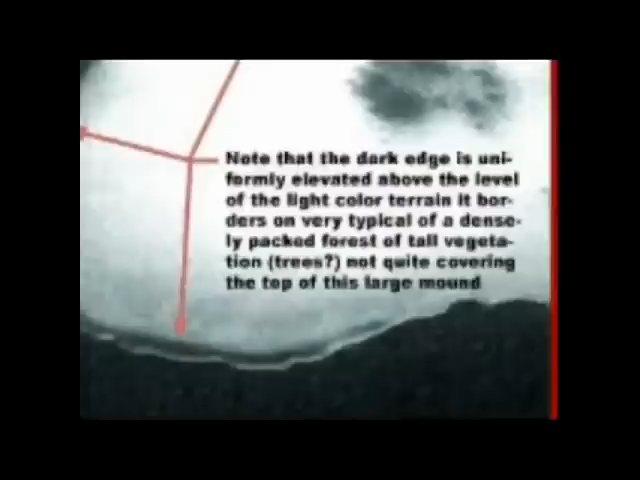 Note that the dark edge is uni-
formly elevated above the level
of the light color terrain it bor-
ders on very typical of a dense-
ly packed forest of tall vegeta-
tion (trees?) not quite covering
the top of this large mound